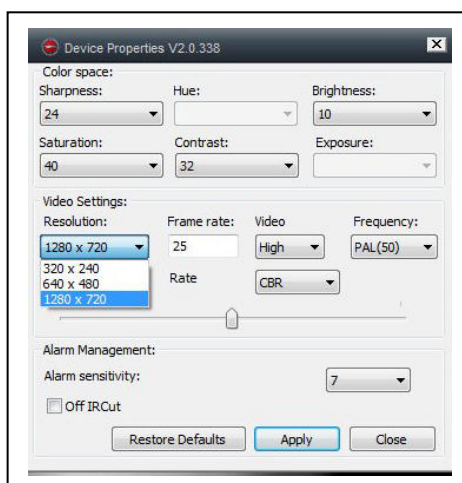 Device Properties V2.0.338
Color space:
Sharpness: Hue: Brightness:
24 10
Saturation: Contrast: Exposure:
40 32
Video Settings:
Resolution: Frame rate: Video Frequency:
1280 x 720 25 High PAL(50)
320 x 240
640 x 480 Rate CBR
1280 x 720
Alarm Management:
Alarm sensitivity: 7
Off IRCut
Restore Defaults Apply Close